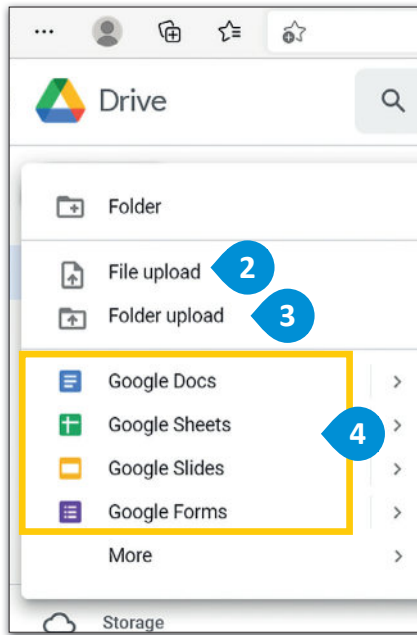 Drive
Folder
File upload 2
Folder upload 3
Google Docs
Google Sheets
4
Google Slides
Google Forms
More
Storage